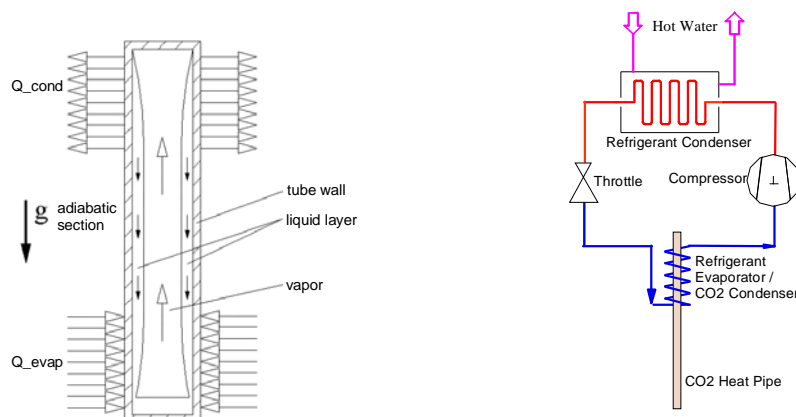 Q_cond
g
adiabatic
section
tube wall
liquid layer
vapor
Q_evap
Hot Water
Refrigerant Condenser
Throttle
Compressor
Refrigerant
Evaporator /
CO2 Condenser
CO2 Heat Pipe